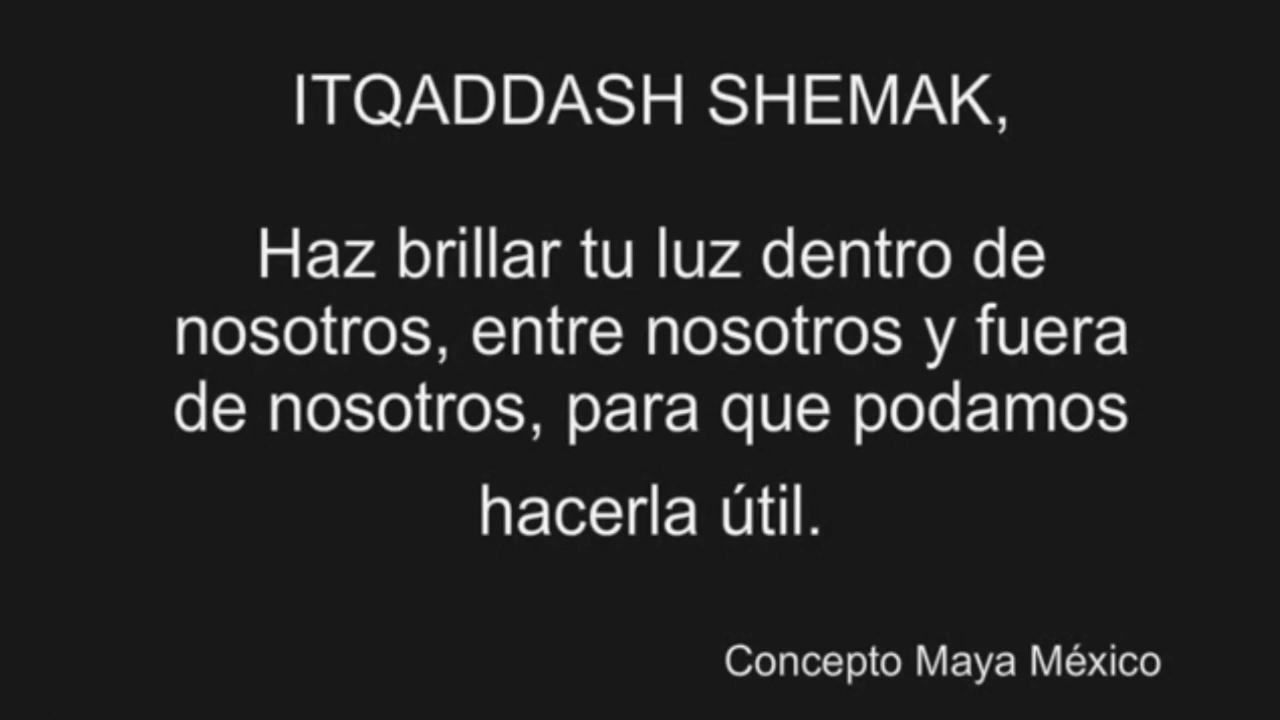 ITQADDASH SHEMAK,
Haz brillar tu luz dentro de
nosotros, entre nosotros y fuera
de nosotros, para que podamos
hacerla útil.
Concepto Maya México